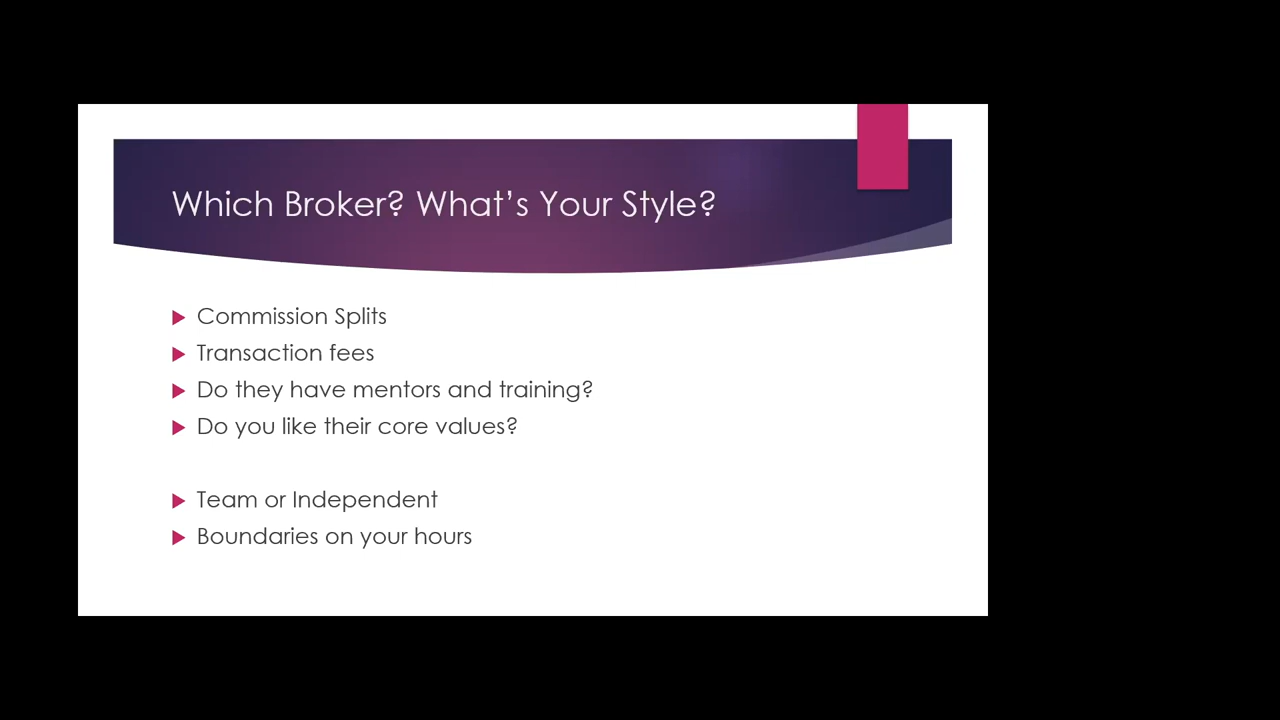 Which Broker? What's Your Style?
Commission Splits
Transaction fees
Do they have mentors and training?
Do you like their core values?
Team or Independent
Boundaries on your hours